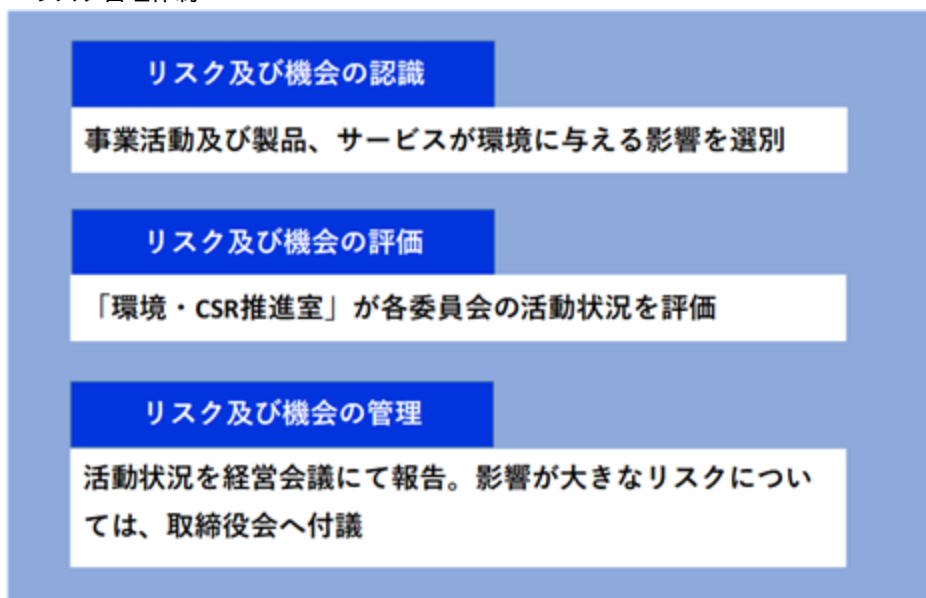 リスク及び機会の認識
事業活動及び製品、サービスが環境に与える影響を選別
リスク及び機会の評価
「環境・CSR推進室」が各委員会の活動状況を評価
リスク及び機会の管理
活動状況を経営会議にて報告。影響が大きなリスクについ
ては、取締役会へ付議